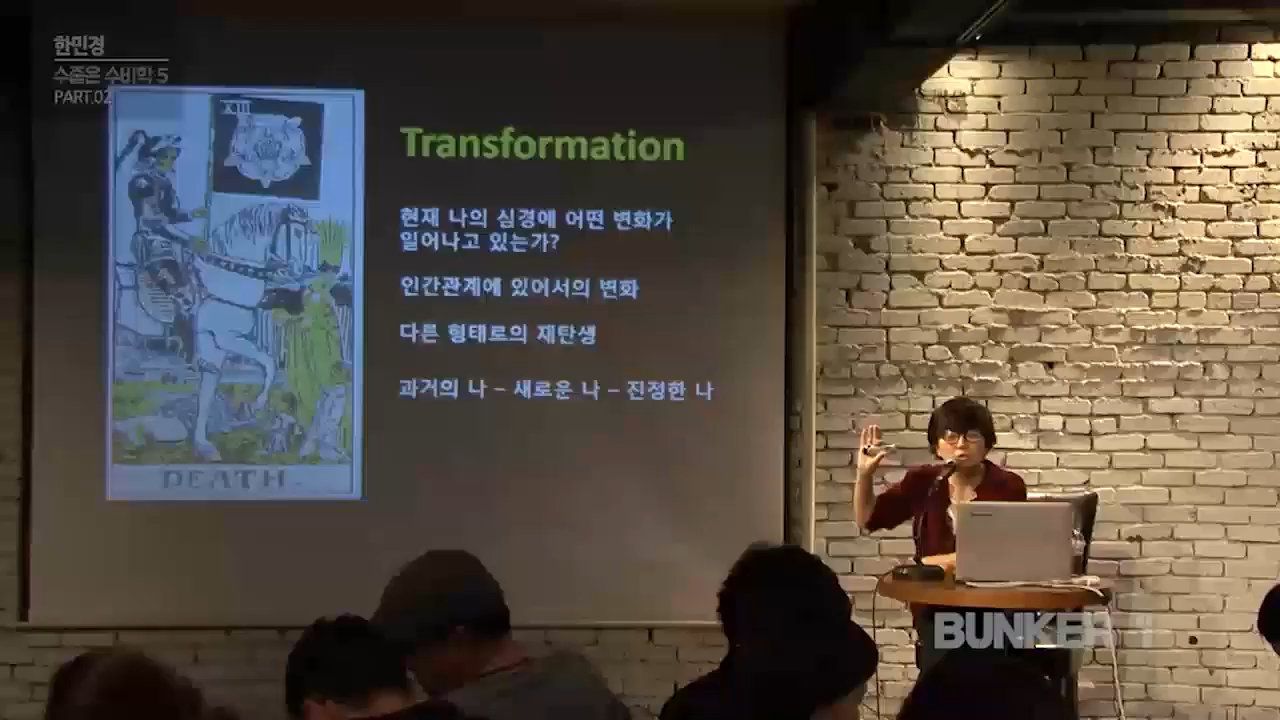 한민경
수줍은 수비학 5
PART.02
XIII
DEATH.
Transformation
현재 나의 심경에 어떤 변화가
일어나고 있는가?
인간관계에 있어서의 변화
다른 형태로의 재탄생
과거의 나 – 새로운 나 – 진정한 나
BUNKER 1